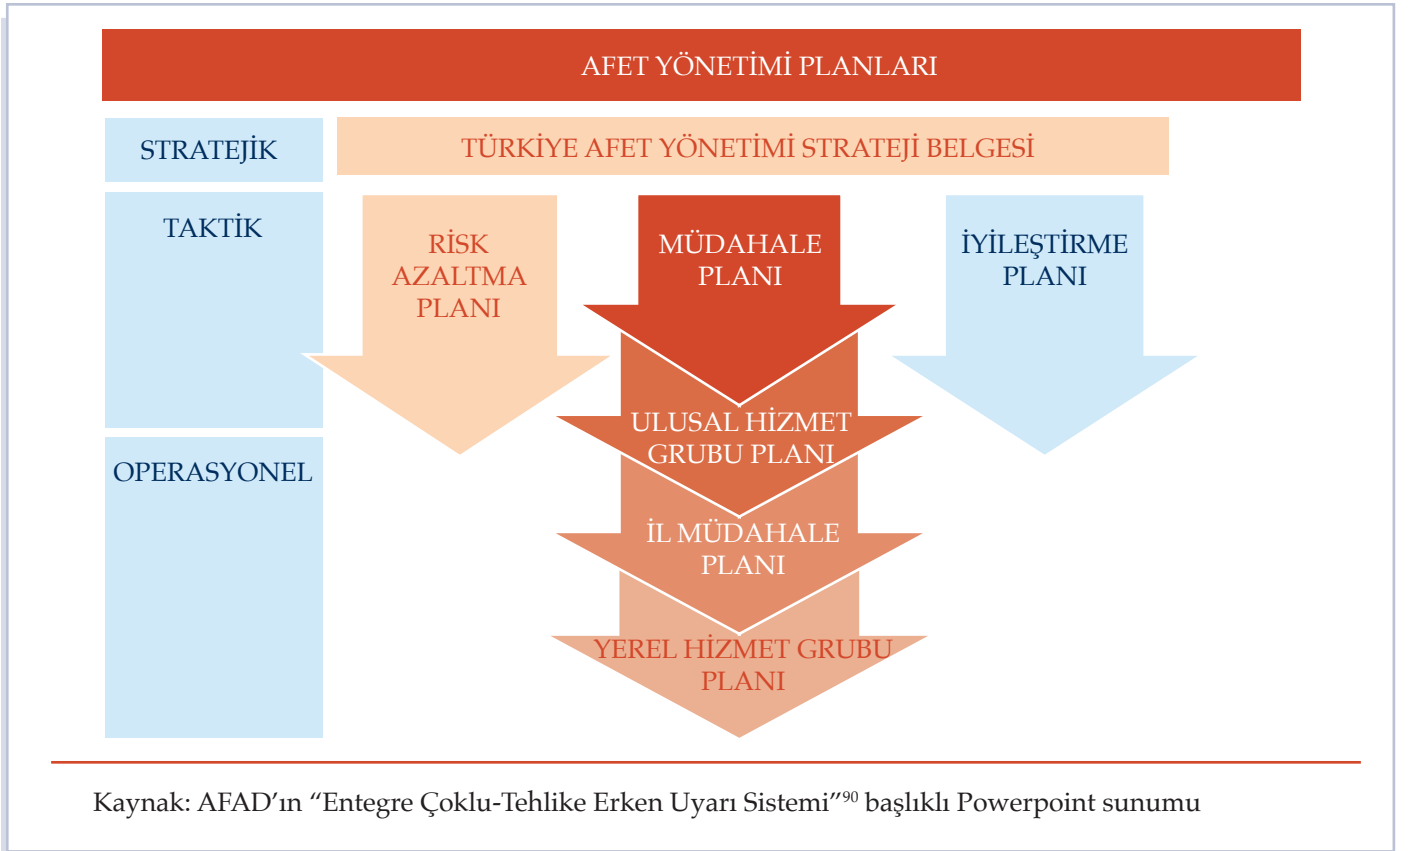 AFET YÖNETİMİ PLANLARI
STRATEJİK
TÜRKİYE AFET YÖNETİMİ STRATEJİ BELGESİ
TAKTİK
RİSK
AZALTMA
PLANI
MÜDAHALE
PLANI
İYİLEŞTİRME
PLANI
ULUSAL HİZMET
GRUBU PLANI
OPERASYONEL
İL MÜDAHALE
PLANI
YEREL HİZMET GRUBU
PLANI
Kaynak: AFAD’ın “Entegre Çoklu-Tehlike Erken Uyarı Sistemi”⁹⁰ başlıklı Powerpoint sunumu